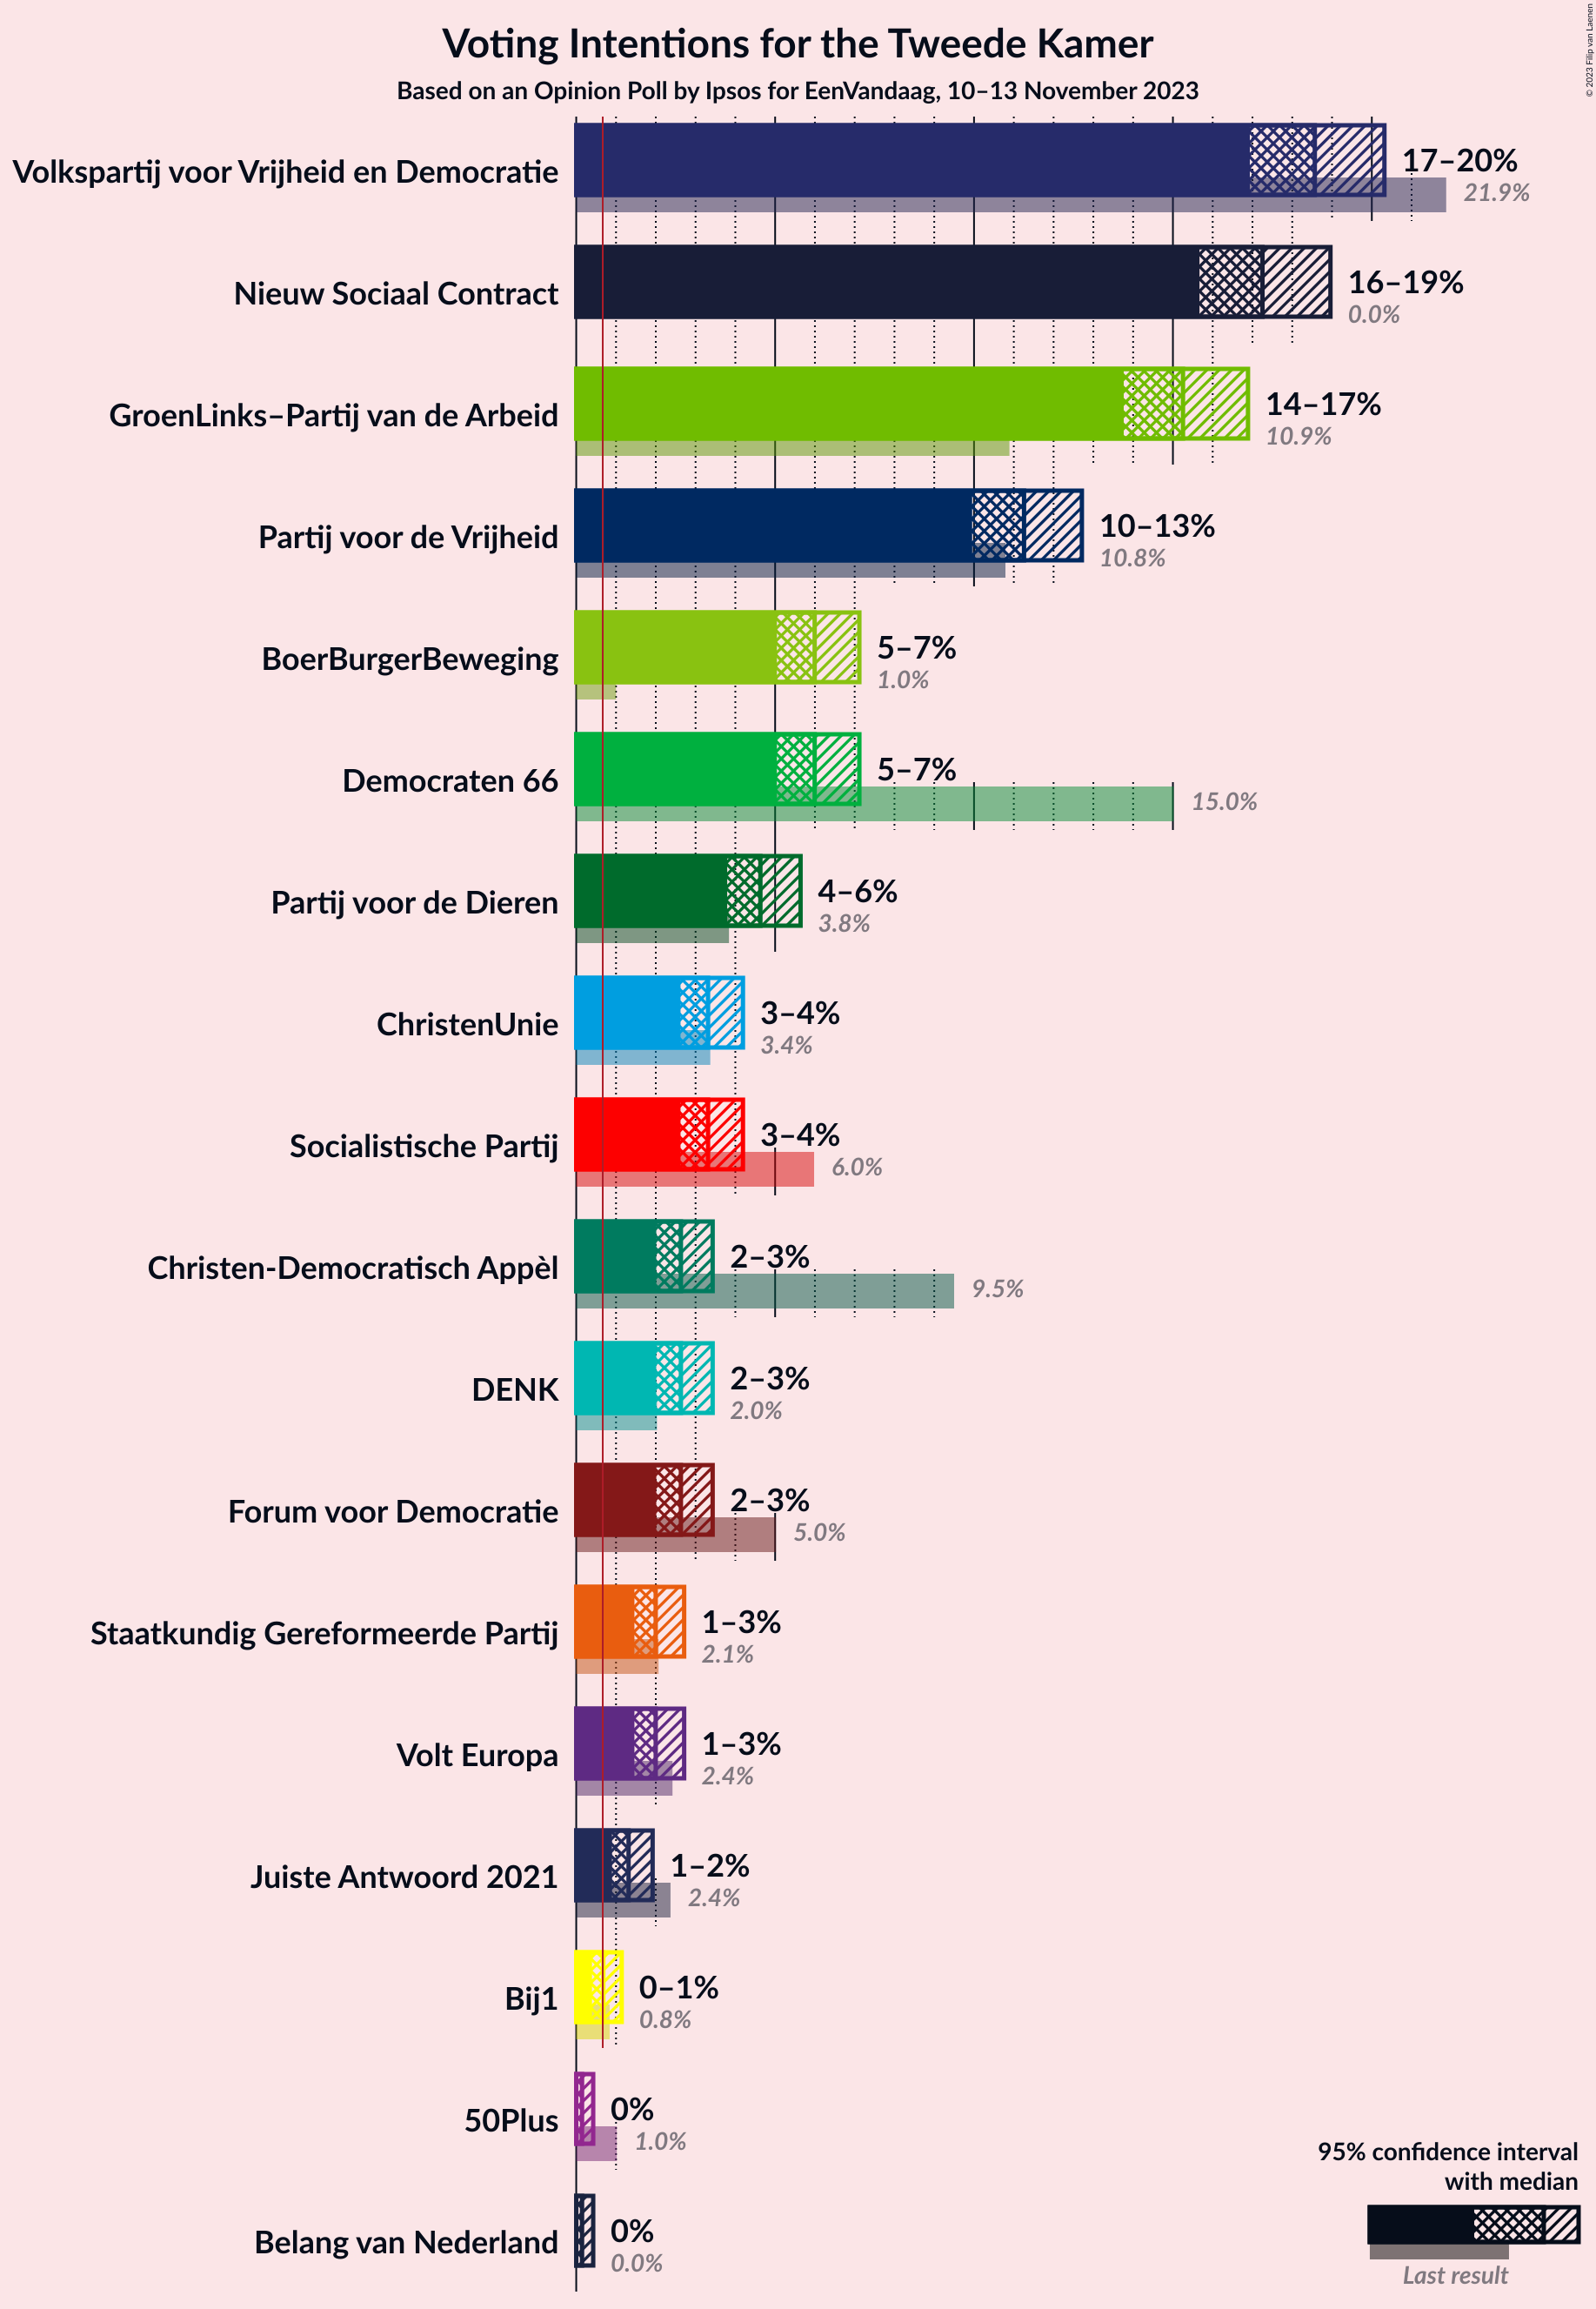 Voting Intentions for the Tweede Kamer
Based on an Opinion Poll by Ipsos for EenVandaag, 10–13 November 2023
© 2023 Filip van Laenen
Volkspartij voor Vrijheid en Democratie
17–20%
21.9%
Nieuw Sociaal Contract
16–19%
0.0%
GroenLinks–Partij van de Arbeid
14–17%
10.9%
Partij voor de Vrijheid
10–13%
10.8%
BoerBurgerBeweging
5–7%
1.0%
Democraten 66
5–7%
15.0%
Partij voor de Dieren
4–6%
3.8%
ChristenUnie
3–4%
3.4%
Socialistische Partij
3–4%
6.0%
Christen-Democratisch Appèl
2–3%
9.5%
DENK
2–3%
2.0%
Forum voor Democratie
2–3%
5.0%
Staatkundig Gereformeerde Partij
1–3%
2.1%
Volt Europa
1–3%
2.4%
Juiste Antwoord 2021
1–2%
2.4%
Bij1
0–1%
0.8%
50Plus
0%
1.0%
Belang van Nederland
0%
0.0%
95% confidence interval
with median
Last result